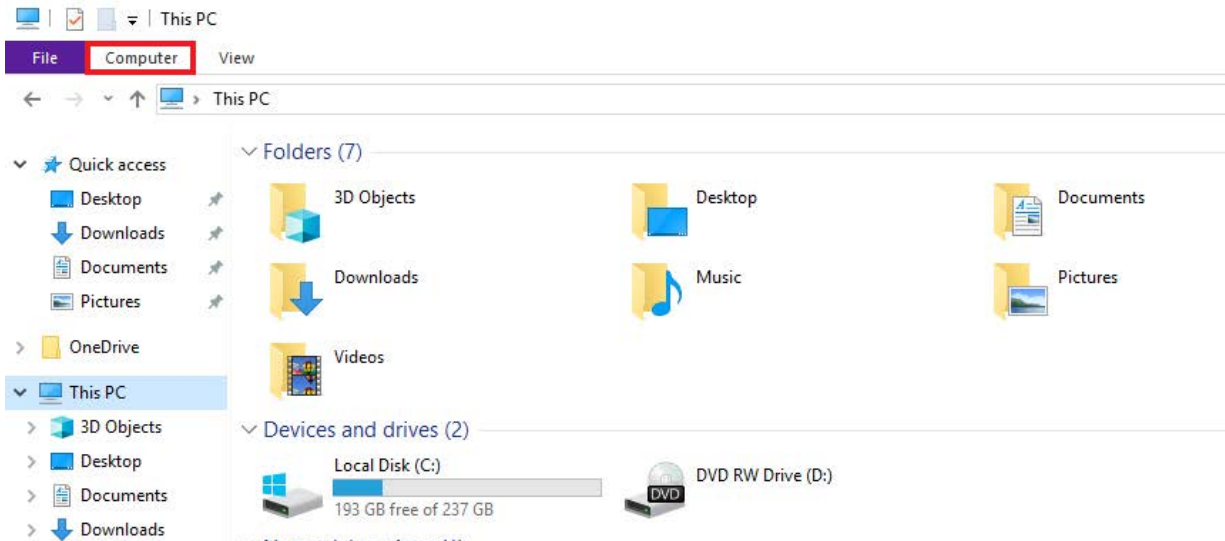 This PC
File Computer View
This PC
Quick access
Desktop
Downloads
Documents
Pictures
OneDrive
This PC
3D Objects
Desktop
Documents
Downloads
Folders (7)
3D Objects Desktop Documents
Downloads Music Pictures
Videos
Devices and drives (2)
Local Disk (C:)
193 GB free of 237 GB
DVD RW Drive (D:)
DVD